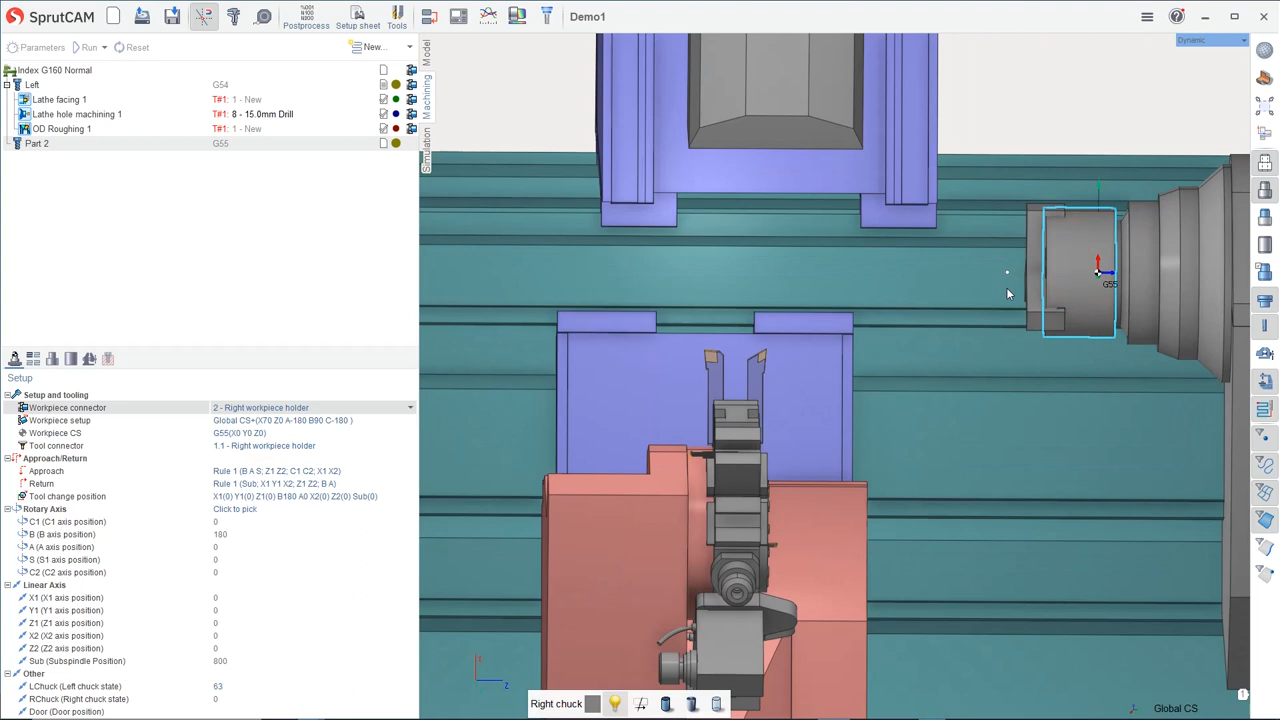 SprutCAM
Postprocess
Setup sheet
Tools
Demo1
Parameters
Run
Reset
New...
Dynamic
Index G160 Normal
Left G54
Lathe facing 1 T#1: 1 - New
Lathe hole machining 1 T#1: 8 - 15.0mm Drill
OD Roughing 1 T#1: 1 - New
Part 2 G55
Model
Machining
Simulation
G55
Setup
Setup and tooling
Workpiece connector 2 - Right workpiece holder
Workpiece setup Global CS+(X70 Z0 A-180 B90 C-180 )
Workpiece CS G55(X0 Y0 Z0)
Tool connector 1.1 - Right workpiece holder
Approach/Return
Approach Rule 1 (B A S; Z1 Z2; C1 C2; X1 X2)
Return Rule 1 (Sub; X1 Y1 X2; Z1 Z2; B A)
Tool change position X1(0) Y1(0) Z1(0) B180 A0 X2(0) Z2(0) Sub(0)
Rotary Axis Click to pick
C1 (C1 axis position) 0
B (B axis position) 180
A (A axis position) 0
S (S1 axis position) 0
C2 (C2 axis position) 0
Linear Axis
X1 (X1 axis position) 0
Y1 (Y1 axis position) 0
Z1 (Z1 axis position) 0
X2 (X2 axis position) 0
Z2 (Z2 axis position) 0
Sub (Subspindle Position) 800
Other
LChuck (Left chuck state) 63
RChuck (Right chuck state) 0
Door (Door position) 0
Z
Right chuck
1
Global CS